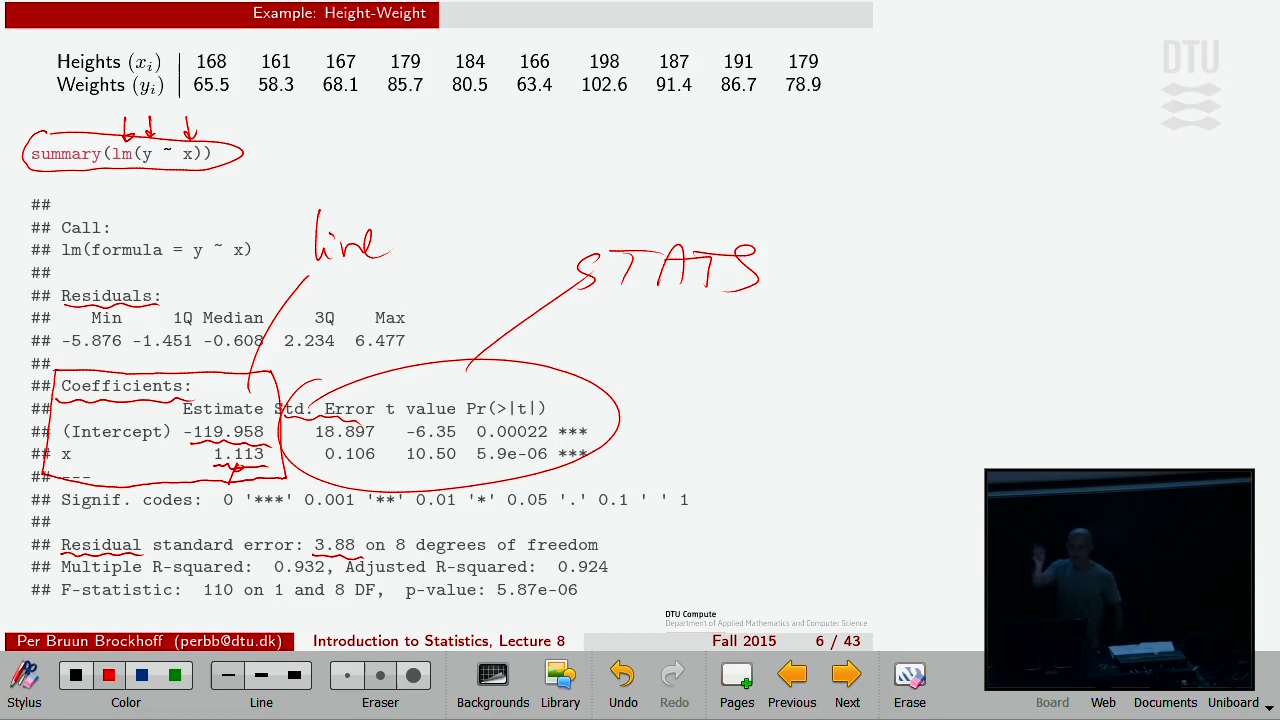 Example: Height-Weight
Heights (xi) 168 161 167 179 184 166 198 187 191 179
Weights (yi) 65.5 58.3 68.1 85.7 80.5 63.4 102.6 91.4 86.7 78.9
DTU
summary(lm(y ~ x))
##
## Call:
## lm(formula = y ~ x)
line
STATS
##
## Residuals:
## Min 1Q Median 3Q Max
## -5.876 -1.451 -0.608 2.234 6.477
##
## Coefficients:
## Estimate Std. Error t value Pr(>|t|)
## (Intercept) -119.958 18.897 -6.35 0.00022 ***
## x 1.113 0.106 10.50 5.9e-06 ***
## ---
## Signif. codes: 0 '***' 0.001 '**' 0.01 '*' 0.05 '.' 0.1 ' ' 1
##
## Residual standard error: 3.88 on 8 degrees of freedom
## Multiple R-squared: 0.932, Adjusted R-squared: 0.924
## F-statistic: 110 on 1 and 8 DF, p-value: 5.87e-06
DTU Compute
Department of Applied Mathematics and Computer Science
Per Bruun Brockhoff (perbb@dtu.dk) Introduction to Statistics, Lecture 8 Fall 2015 6 / 43
Stylus Color Line Eraser Backgrounds Library Undo Redo Pages Previous Next Erase Board Web Documents Uniboard